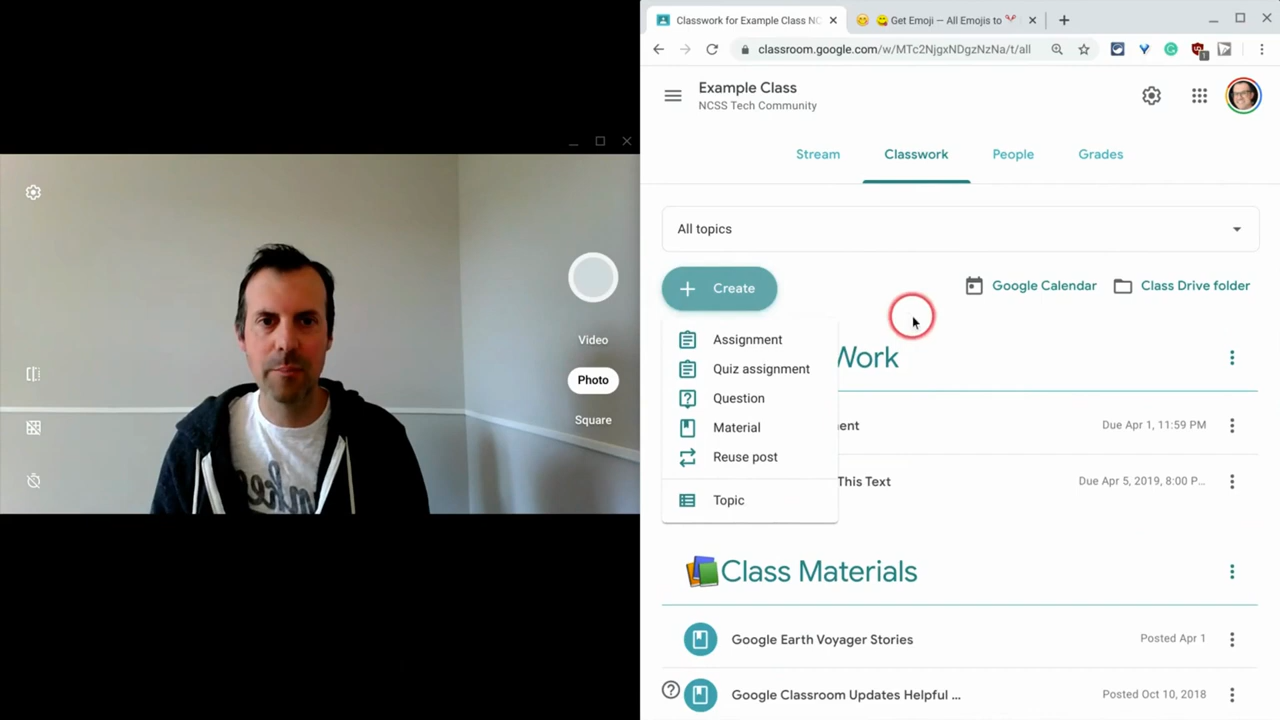 Classwork for Example Class NC
Get Emoji — All Emojis to
classroom.google.com/w/MTc2NjgxNDgzNzNa/t/all
1
Example Class
NCSS Tech Community
Stream
Classwork
People
Grades
All topics
Create
Google Calendar
Class Drive folder
Assignment
Quiz assignment
Question
Material
Reuse post
Topic
Work
ent
Due Apr 1, 11:59 PM
This Text
Due Apr 5, 2019, 8:00 P...
Video
Photo
Square
Class Materials
Google Earth Voyager Stories
Posted Apr 1
Google Classroom Updates Helpful ...
Posted Oct 10, 2018